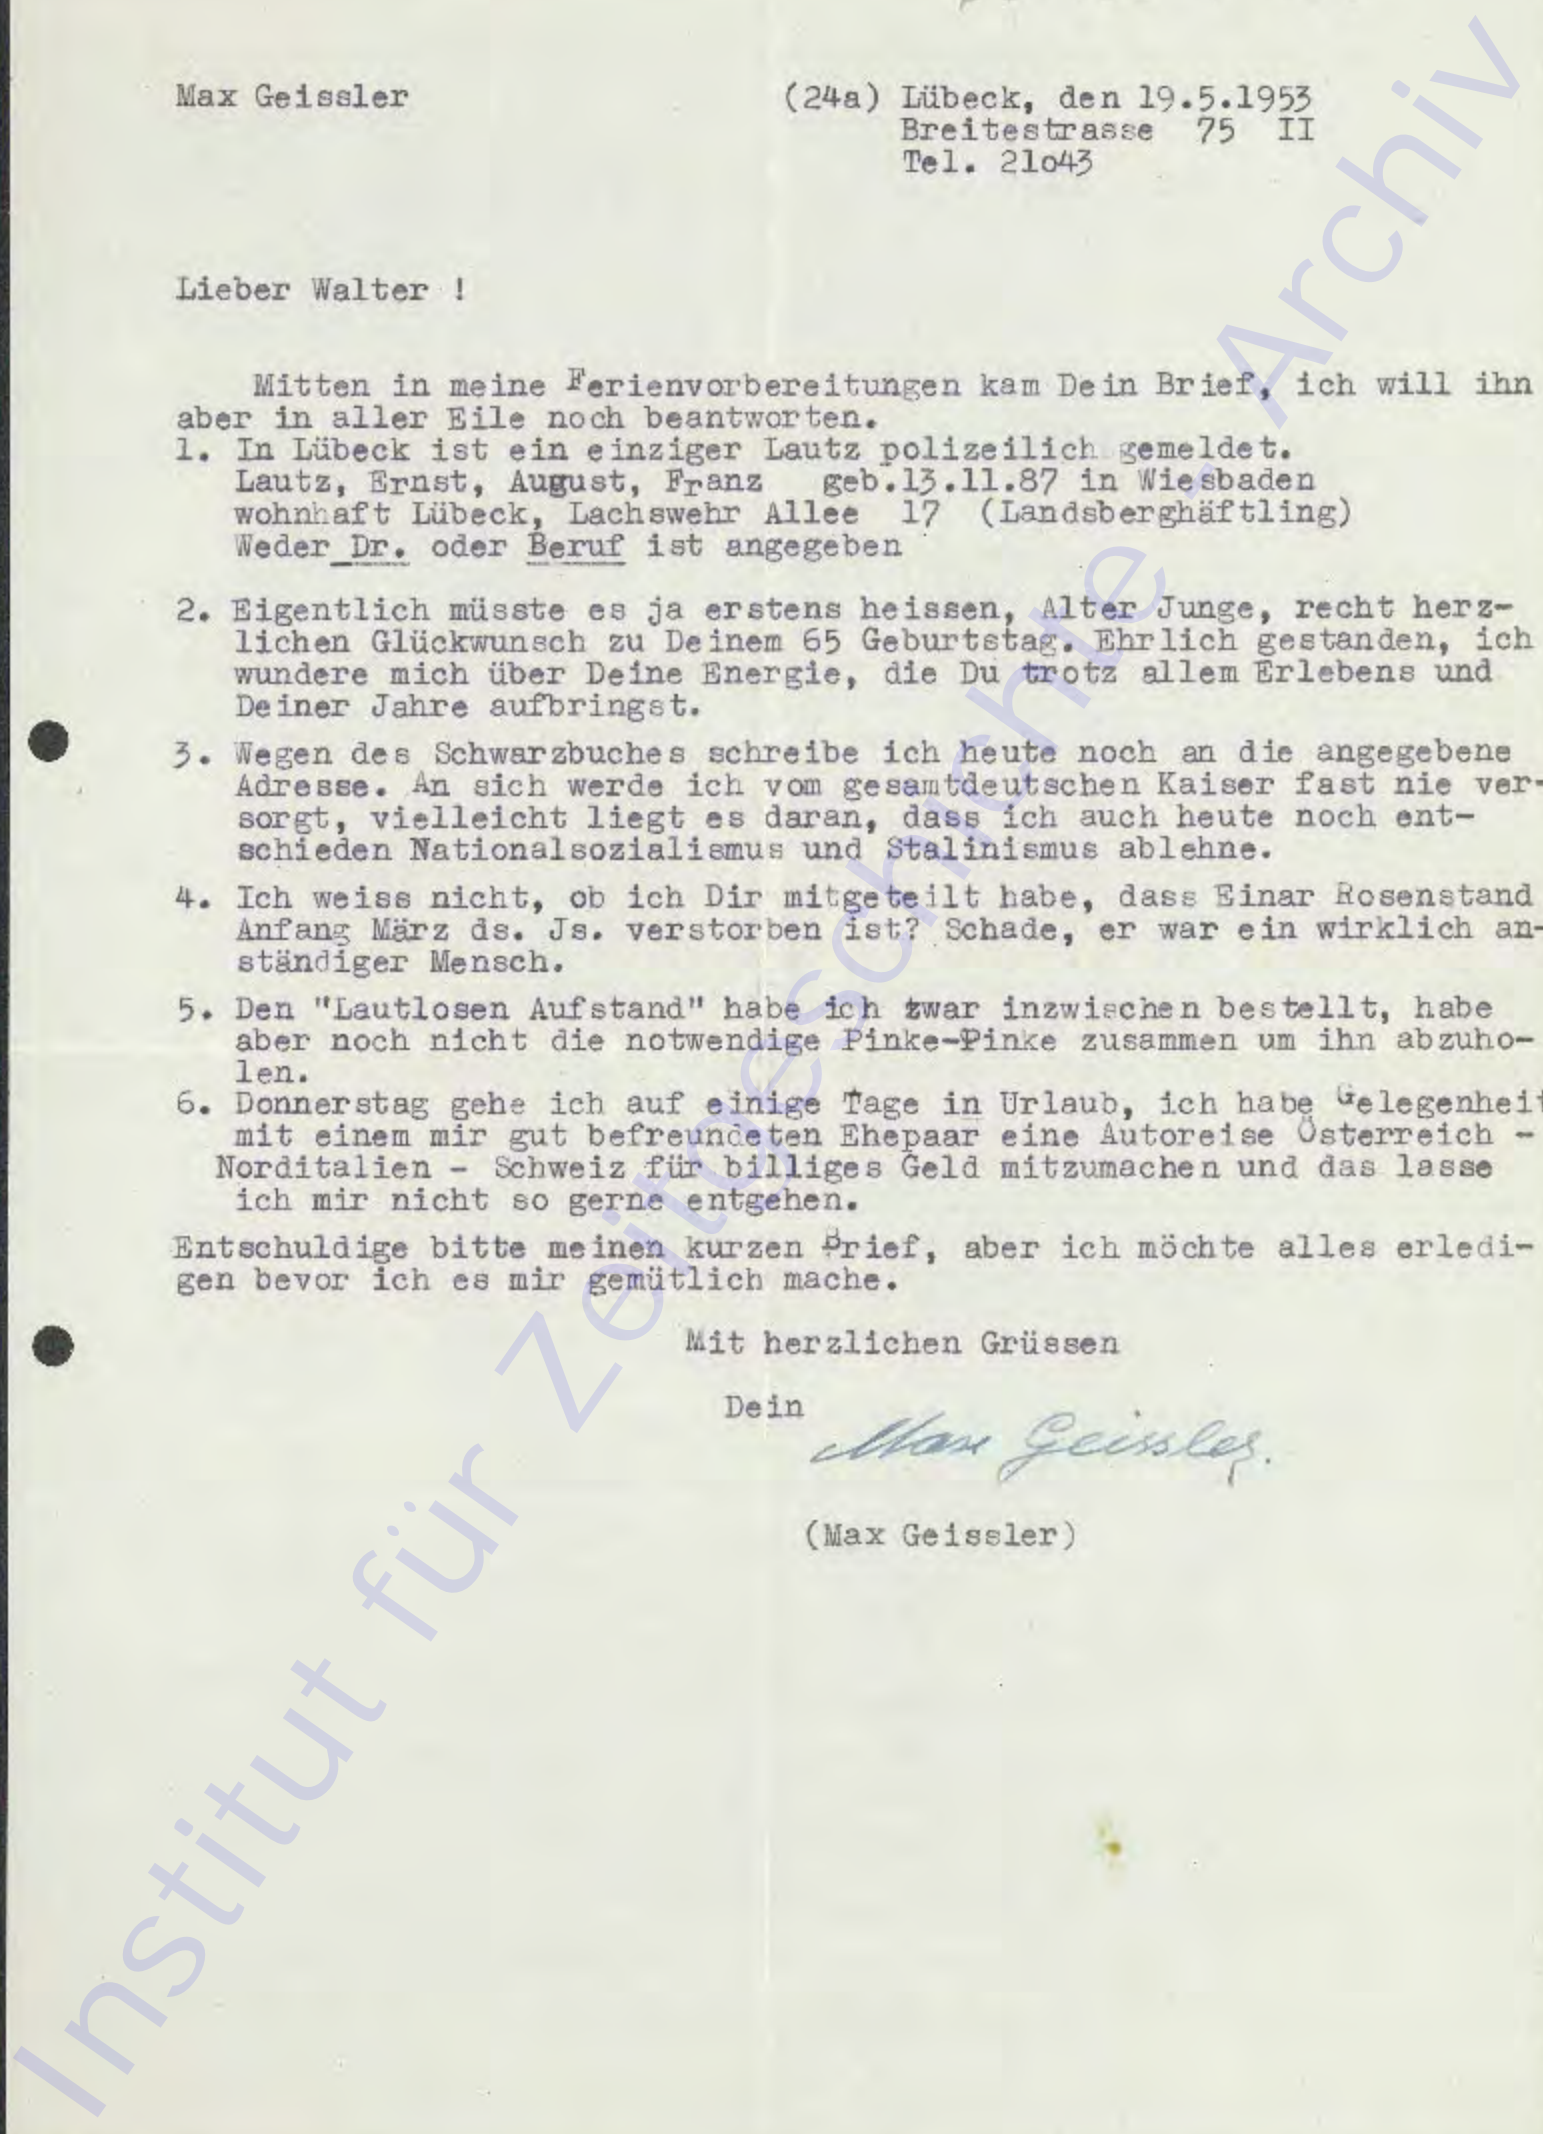 Max Geissler
(24a) Lübeck, den 19.5.1953
Breitestrasse 75 II
Tel. 21o43
Lieber Walter !
Mitten in meine Ferienvorbereitungen kam Dein Brief, ich will ihn
aber in aller Eile noch beantworten.
1. In Lübeck ist ein einziger Lautz polizeilich gemeldet.
Lautz, Ernst, August, Franz geb.13.11.87 in Wiesbaden
wohnhaft Lübeck, Lachswehr Allee 17 (Landsberghäftling)
Weder Dr. oder Beruf ist angegeben
2. Eigentlich müsste es ja erstens heissen, Alter Junge, recht herz-
lichen Glückwunsch zu Deinem 65 Geburtstag. Ehrlich gestanden, ich
wundere mich über Deine Energie, die Du trotz allem Erlebens und
Deiner Jahre aufbringst.
3. Wegen des Schwarzbuches schreibe ich heute noch an die angegebene
Adresse. An sich werde ich vom gesamtdeutschen Kaiser fast nie ver-
sorgt, vielleicht liegt es daran, dass ich auch heute noch ent-
schieden Nationalsozialismus und Stalinismus ablehne.
4. Ich weiss nicht, ob ich Dir mitgeteilt habe, dass Einar Rosenstand
Anfang März ds. Js. verstorben ist? Schade, er war ein wirklich an-
ständiger Mensch.
5. Den "Lautlosen Aufstand" habe ich zwar inzwischen bestellt, habe
aber noch nicht die notwendige Pinke-Pinke zusammen um ihn abzuho-
len.
6. Donnerstag gehe ich auf einige Tage in Urlaub, ich habe Gelegenheit
mit einem mir gut befreundeten Ehepaar eine Autoreise Österreich -
Norditalien - Schweiz für billiges Geld mitzumachen und das lasse
ich mir nicht so gerne entgehen.
Entschuldige bitte meinen kurzen Brief, aber ich möchte alles erledi-
gen bevor ich es mir gemütlich mache.
Mit herzlichen Grüssen
Dein
Max Geissler.
(Max Geissler)
Institut für Zeitgeschichte - Archiv